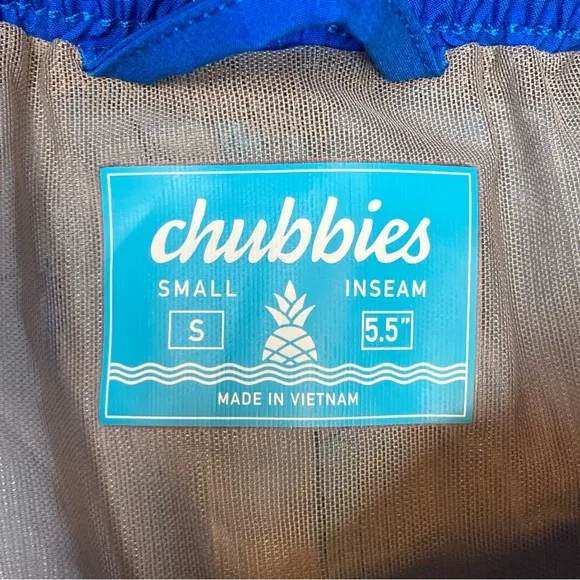 chubbies
SMALL INSEAM
S 5.5"
MADE IN VIETNAM